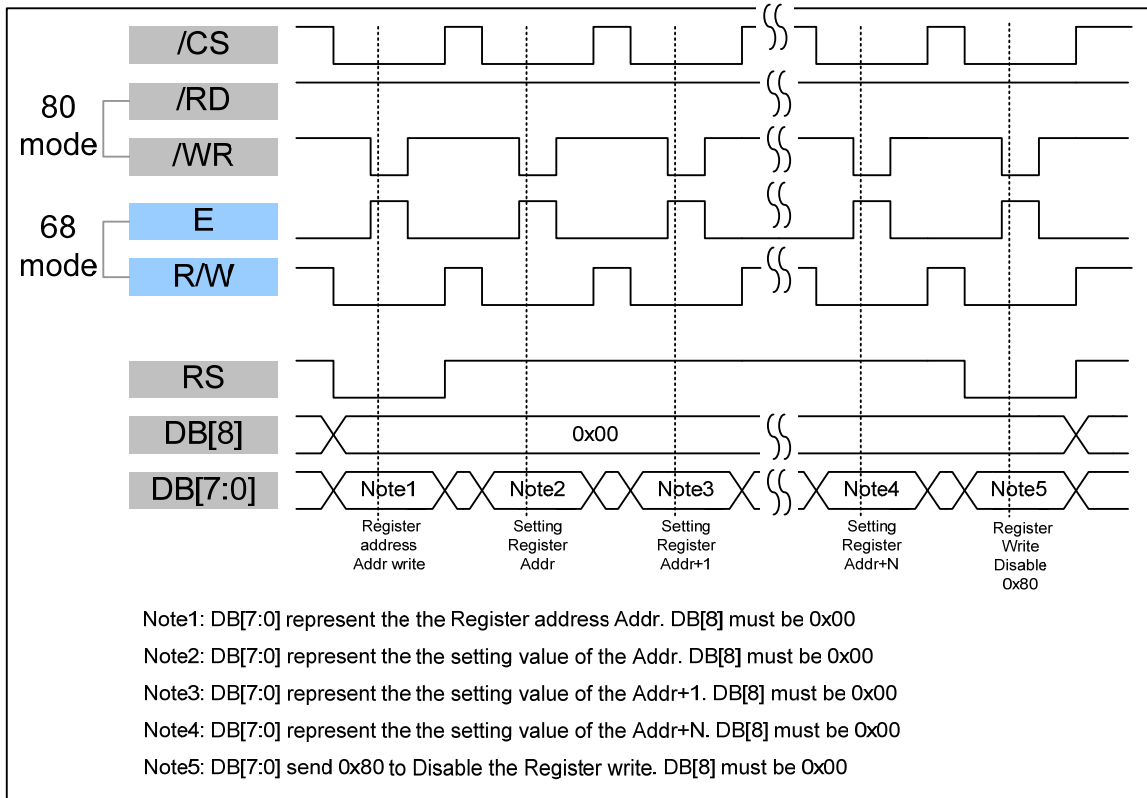 /CS
80
mode
/RD
/WR
68
mode
E
R/W
RS
DB[8]
0x00
DB[7:0]
Note1
Note2
Note3
Note4
Note5
Register
address
Addr write
Setting
Register
Addr
Setting
Register
Addr+1
Setting
Register
Addr+N
Register
Write
Disable
0x80
Note1: DB[7:0] represent the the Register address Addr. DB[8] must be 0x00
Note2: DB[7:0] represent the the setting value of the Addr. DB[8] must be 0x00
Note3: DB[7:0] represent the the setting value of the Addr+1. DB[8] must be 0x00
Note4: DB[7:0] represent the the setting value of the Addr+N. DB[8] must be 0x00
Note5: DB[7:0] send 0x80 to Disable the Register write. DB[8] must be 0x00